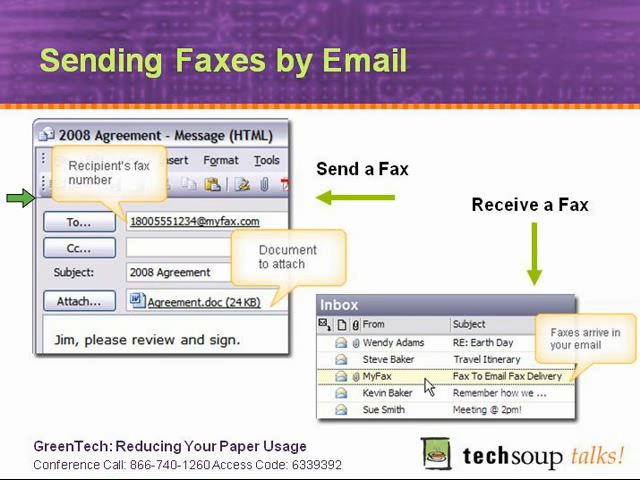 Sending Faxes by Email
2008 Agreement - Message (HTML)
Insert Format Tools
Recipient's fax
number
To...
18005551234@myfax.com
Cc...
Document
to attach
Subject:
2008 Agreement
Attach...
Agreement.doc (24 KB)
Jim, please review and sign.
Send a Fax
Receive a Fax
Inbox
From Subject
Wendy Adams RE: Earth Day
Steve Baker Travel Itinerary
MyFax Fax To Email Fax Delivery
Kevin Baker Remember how we ...
Sue Smith Meeting @ 2pm!
Faxes arrive in
your email
GreenTech: Reducing Your Paper Usage
Conference Call: 866-740-1260 Access Code: 6339392
techsoup talks!